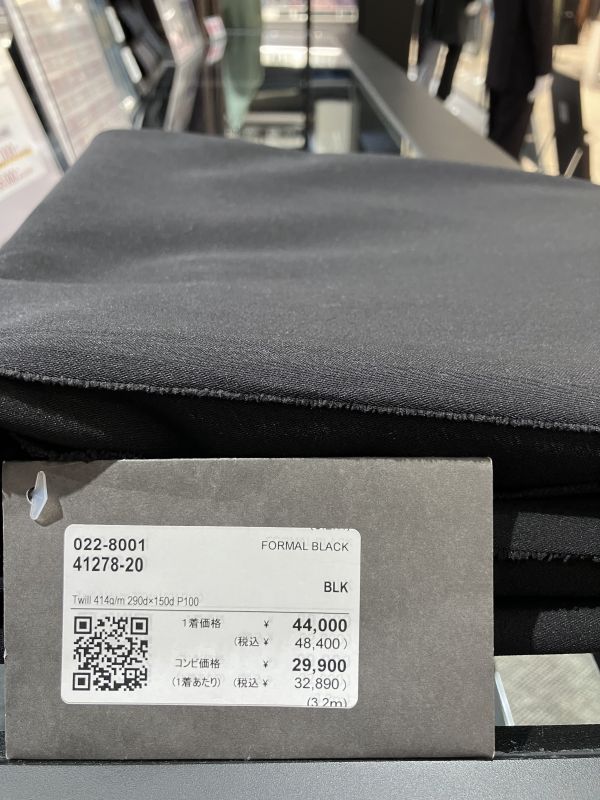 022-8001
FORMAL BLACK
41278-20
BLK
Twill 414g/m 290d×150d P100
1着価格 ¥ 44,000
(税込 ¥ 48,400)
コンビ価格 ¥ 29,900
(1着あたり) (税込 ¥ 32,890)
(3.2m)